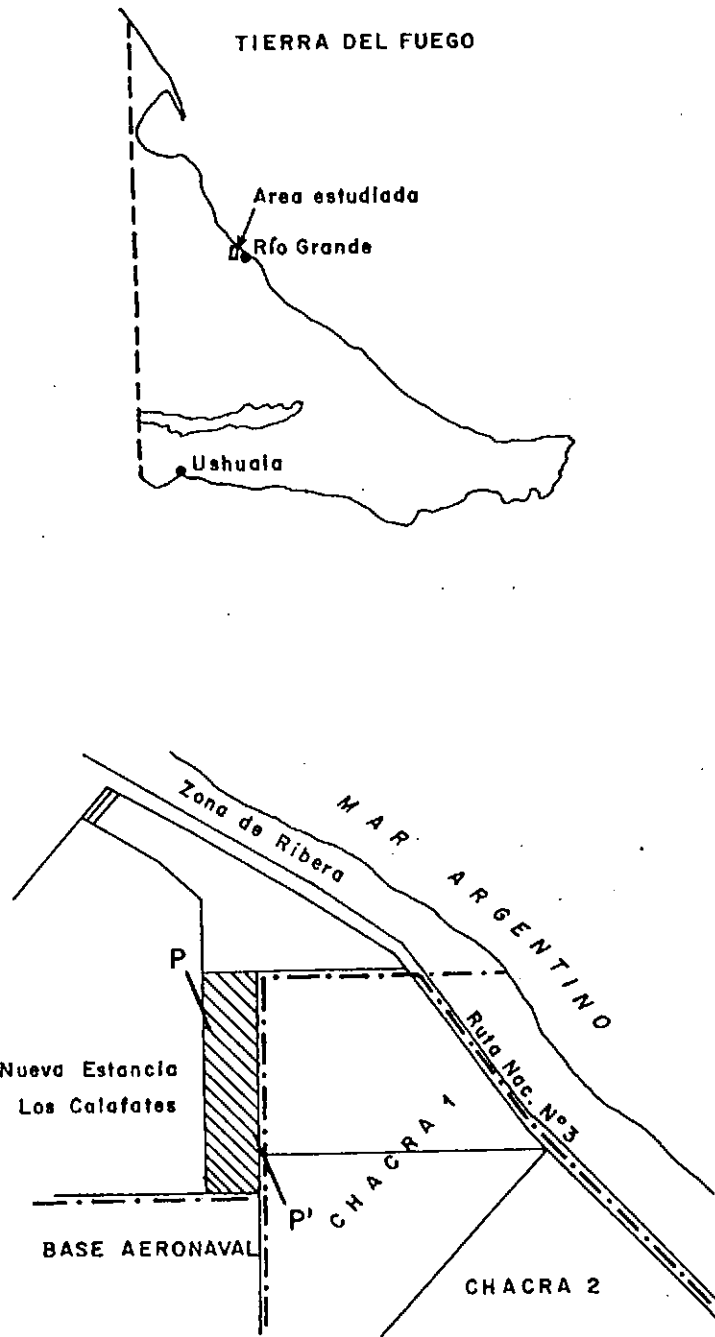 TIERRA DEL FUEGO
Area estudiada
Río Grande
Ushuaia
Zona de Ribera
MAR ARGENTINO
P
Nueva Estancia
Los Calafates
Ruta Nac. Nº3
CHACRA 1
P'
BASE AERONAVAL
CHACRA 2